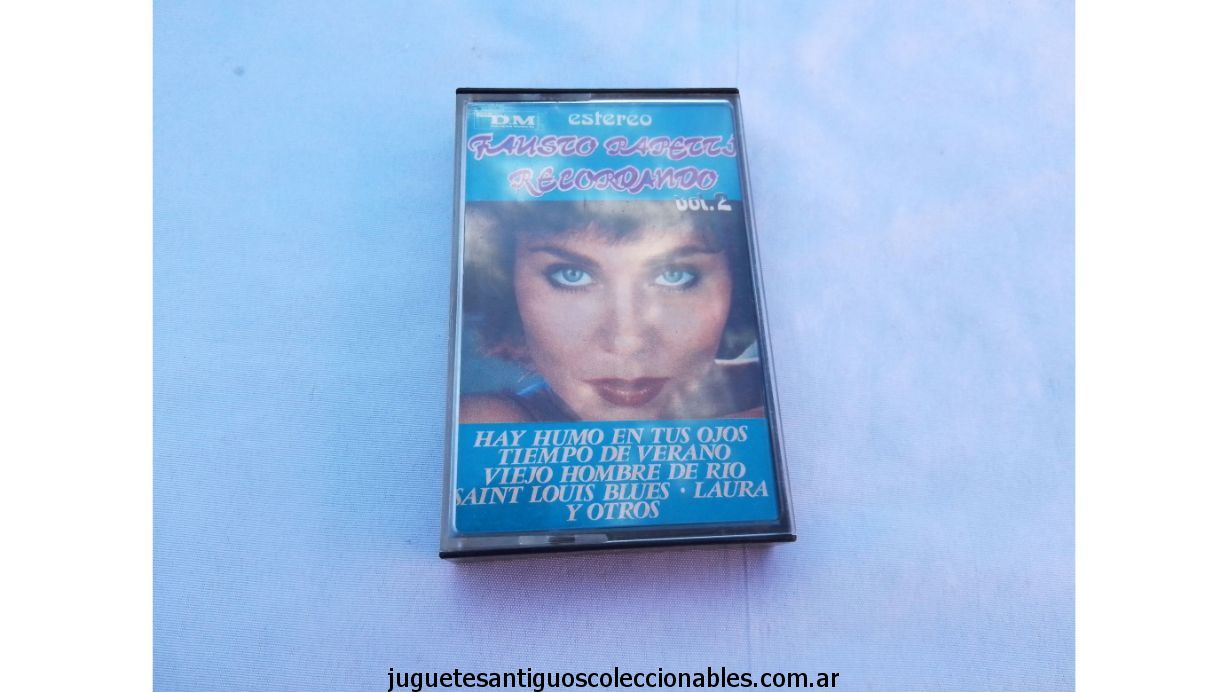 DM
estereo
FAUSTO PAPETTI
RECORDANDO
Vol. 2
HAY HUMO EN TUS OJOS
TIEMPO DE VERANO
VIEJO HOMBRE DE RIO
SAINT LOUIS BLUES · LAURA
Y OTROS
juguetesantiguoscoleccionables.com.ar